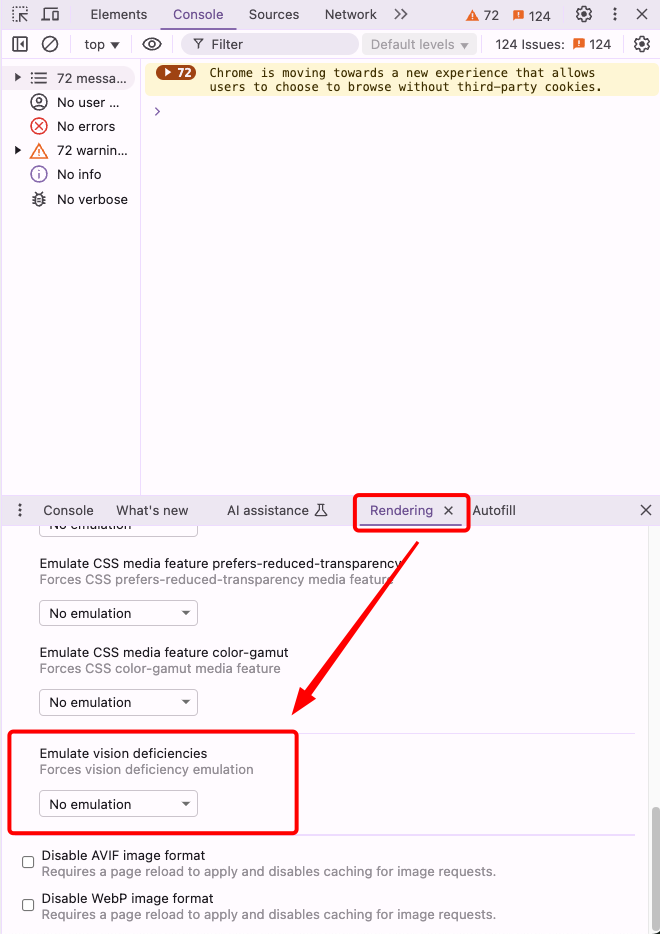 Elements Console Sources Network 72 124
top Filter Default levels 124 Issues: 124
72 messa...
No user ...
No errors
72 warnin...
No info
No verbose
72 Chrome is moving towards a new experience that allows
users to choose to browse without third-party cookies.
Console What's new AI assistance Rendering Autofill
No emulation
Emulate CSS media feature prefers-reduced-transparency
Forces CSS prefers-reduced-transparency media feature
No emulation
Emulate CSS media feature color-gamut
Forces CSS color-gamut media feature
No emulation
Emulate vision deficiencies
Forces vision deficiency emulation
No emulation
Disable AVIF image format
Requires a page reload to apply and disables caching for image requests.
Disable WebP image format
Requires a page reload to apply and disables caching for image requests.